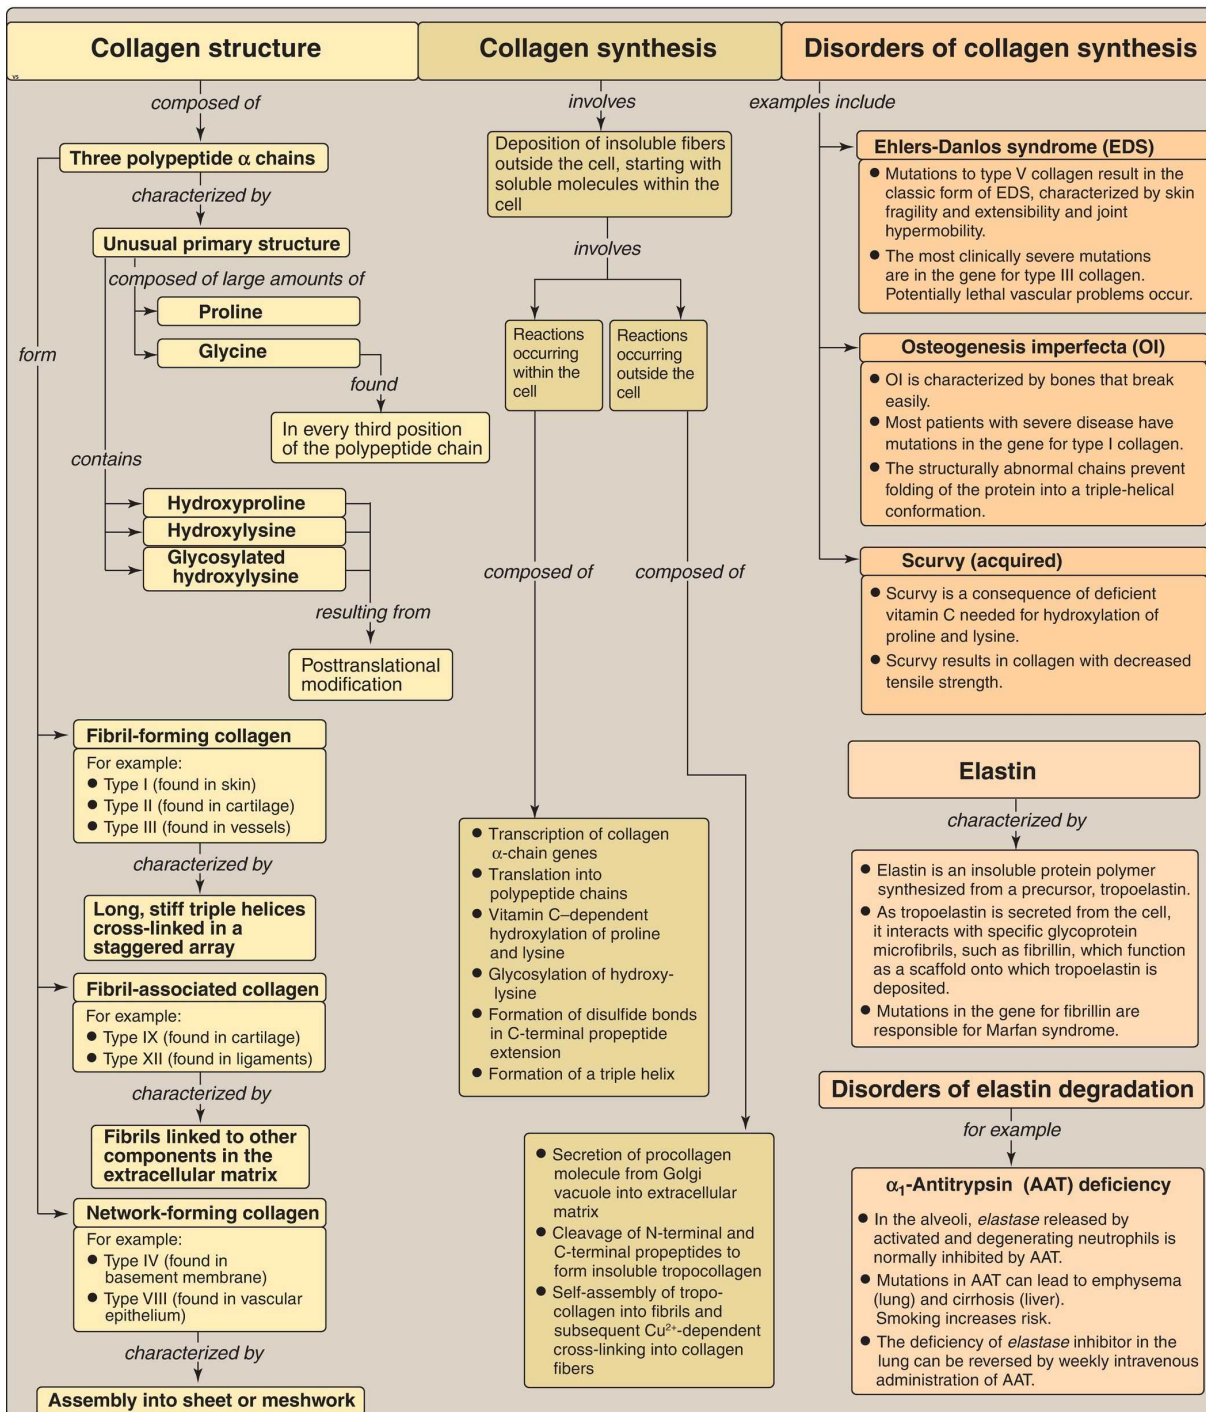 Collagen structure
vs
composed of
Three polypeptide α chains
characterized by
Unusual primary structure
composed of large amounts of
Proline
Glycine
form
found
In every third position
of the polypeptide chain
contains
Hydroxyproline
Hydroxylysine
Glycosylated
hydroxylysine
resulting from
Posttranslational
modification
Fibril-forming collagen
For example:
● Type I (found in skin)
● Type II (found in cartilage)
● Type III (found in vessels)
characterized by
Long, stiff triple helices
cross-linked in a
staggered array
Fibril-associated collagen
For example:
● Type IX (found in cartilage)
● Type XII (found in ligaments)
characterized by
Fibrils linked to other
components in the
extracellular matrix
Network-forming collagen
For example:
● Type IV (found in
basement membrane)
● Type VIII (found in vascular
epithelium)
characterized by
Assembly into sheet or meshwork
Collagen synthesis
involves
Deposition of insoluble fibers
outside the cell, starting with
soluble molecules within the
cell
involves
Reactions
occurring
within the
cell
Reactions
occurring
outside the
cell
composed of
composed of
● Transcription of collagen
α-chain genes
● Translation into
polypeptide chains
● Vitamin C–dependent
hydroxylation of proline
and lysine
● Glycosylation of hydroxy-
lysine
● Formation of disulfide bonds
in C-terminal propeptide
extension
● Formation of a triple helix
● Secretion of procollagen
molecule from Golgi
vacuole into extracellular
matrix
● Cleavage of N-terminal and
C-terminal propeptides to
form insoluble tropocollagen
● Self-assembly of tropo-
collagen into fibrils and
subsequent Cu²⁺-dependent
cross-linking into collagen
fibers
Disorders of collagen synthesis
examples include
Ehlers-Danlos syndrome (EDS)
● Mutations to type V collagen result in the
classic form of EDS, characterized by skin
fragility and extensibility and joint
hypermobility.
● The most clinically severe mutations
are in the gene for type III collagen.
Potentially lethal vascular problems occur.
Osteogenesis imperfecta (OI)
● OI is characterized by bones that break
easily.
● Most patients with severe disease have
mutations in the gene for type I collagen.
● The structurally abnormal chains prevent
folding of the protein into a triple-helical
conformation.
Scurvy (acquired)
● Scurvy is a consequence of deficient
vitamin C needed for hydroxylation of
proline and lysine.
● Scurvy results in collagen with decreased
tensile strength.
Elastin
characterized by
● Elastin is an insoluble protein polymer
synthesized from a precursor, tropoelastin.
● As tropoelastin is secreted from the cell,
it interacts with specific glycoprotein
microfibrils, such as fibrillin, which function
as a scaffold onto which tropoelastin is
deposited.
● Mutations in the gene for fibrillin are
responsible for Marfan syndrome.
Disorders of elastin degradation
for example
α₁-Antitrypsin (AAT) deficiency
● In the alveoli, elastase released by
activated and degenerating neutrophils is
normally inhibited by AAT.
● Mutations in AAT can lead to emphysema
(lung) and cirrhosis (liver).
Smoking increases risk.
● The deficiency of elastase inhibitor in the
lung can be reversed by weekly intravenous
administration of AAT.